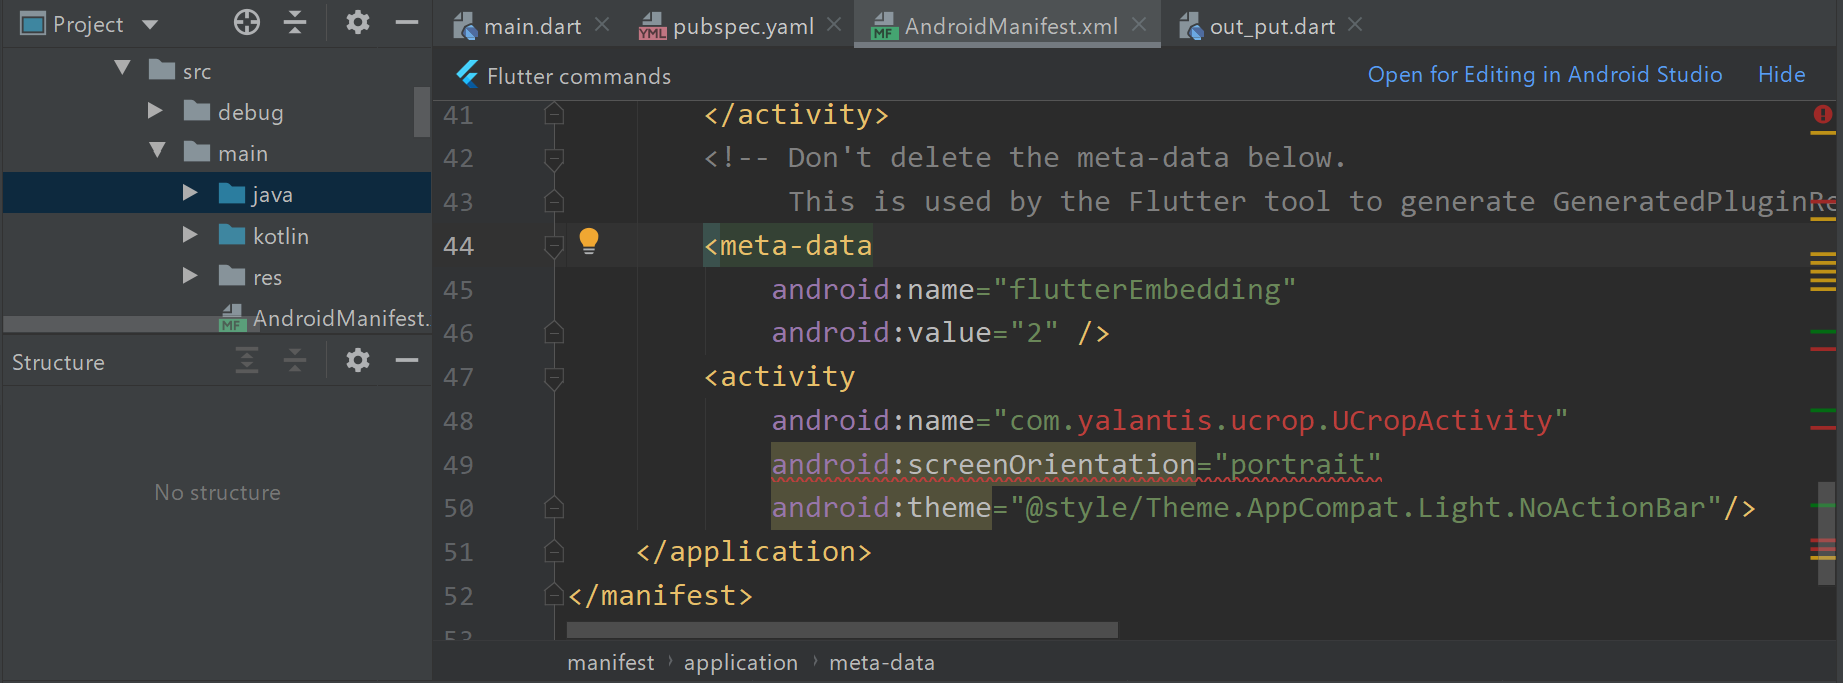 Project
main.dart
pubspec.yaml
AndroidManifest.xml
out_put.dart
src
debug
main
java
kotlin
res
AndroidManifest.
Structure
No structure
Flutter commands
Open for Editing in Android Studio
Hide
41 </activity>
42 <!-- Don't delete the meta-data below.
43 This is used by the Flutter tool to generate GeneratedPluginRe
44 <meta-data
45 android:name="flutterEmbedding"
46 android:value="2" />
47 <activity
48 android:name="com.yalantis.ucrop.UCropActivity"
49 android:screenOrientation="portrait"
50 android:theme="@style/Theme.AppCompat.Light.NoActionBar"/>
51 </application>
52 </manifest>
53
manifest › application › meta-data